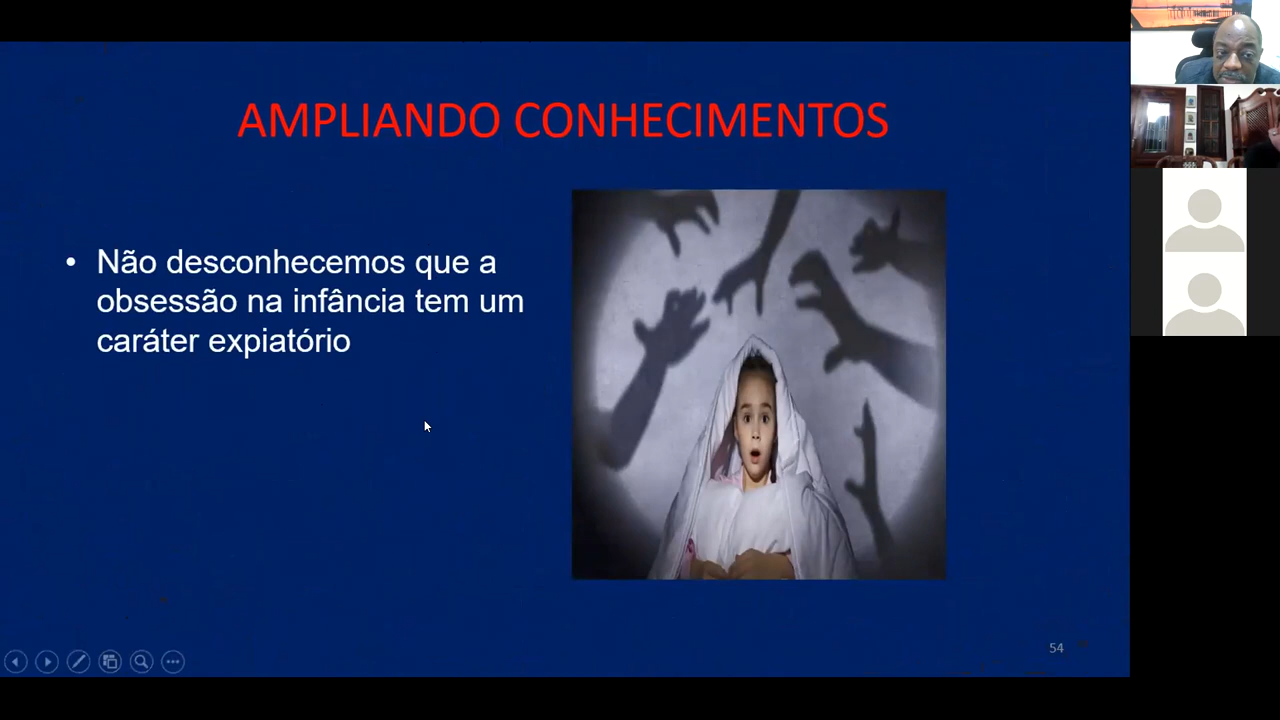 AMPLIANDO CONHECIMENTOS
• Não desconhecemos que a
obsessão na infância tem um
caráter expiatório
54